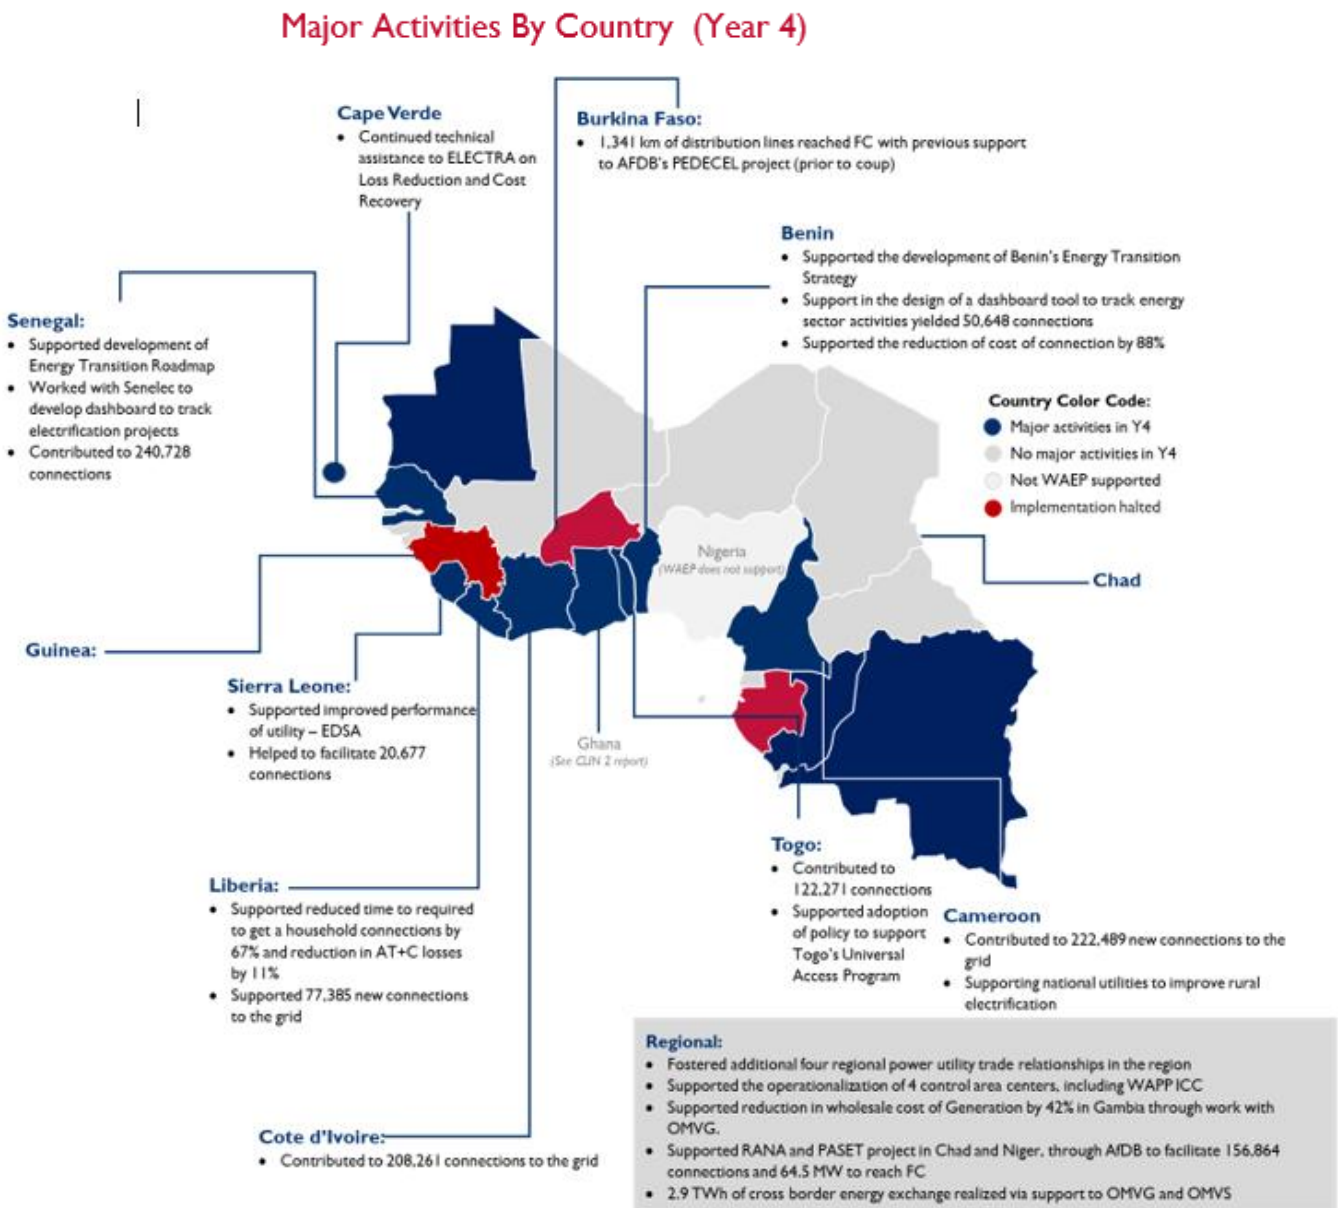 Major Activities By Country (Year 4)
Cape Verde
• Continued technical
assistance to ELECTRA on
Loss Reduction and Cost
Recovery
Burkina Faso:
• 1,341 km of distribution lines reached FC with previous support
to AFDB's PEDECEL project (prior to coup)
Benin
• Supported the development of Benin's Energy Transition
Strategy
• Support in the design of a dashboard tool to track energy
sector activities yielded 50,648 connections
• Supported the reduction of cost of connection by 88%
Senegal:
• Supported development of
Energy Transition Roadmap
• Worked with Senelec to
develop dashboard to track
electrification projects
• Contributed to 240,728
connections
Country Color Code:
Major activities in Y4
No major activities in Y4
Not WAEP supported
Implementation halted
Nigeria
(WAEP does not support)
Chad
Guinea:
Sierra Leone:
• Supported improved performance
of utility – EDSA
• Helped to facilitate 20,677
connections
Ghana
(See CLIN 2 report)
Togo:
• Contributed to
122,271 connections
• Supported adoption
of policy to support
Togo's Universal
Access Program
Cameroon
• Contributed to 222,489 new connections to the
grid
• Supporting national utilities to improve rural
electrification
Liberia:
• Supported reduced time to required
to get a household connections by
67% and reduction in AT+C losses
by 11%
• Supported 77,385 new connections
to the grid
Cote d'Ivoire:
• Contributed to 208,261 connections to the grid
Regional:
• Fostered additional four regional power utility trade relationships in the region
• Supported the operationalization of 4 control area centers, including WAPP ICC
• Supported reduction in wholesale cost of Generation by 42% in Gambia through work with
OMVG.
• Supported RANA and PASET project in Chad and Niger, through AfDB to facilitate 156,864
connections and 64.5 MW to reach FC
• 2.9 TWh of cross border energy exchange realized via support to OMVG and OMVS